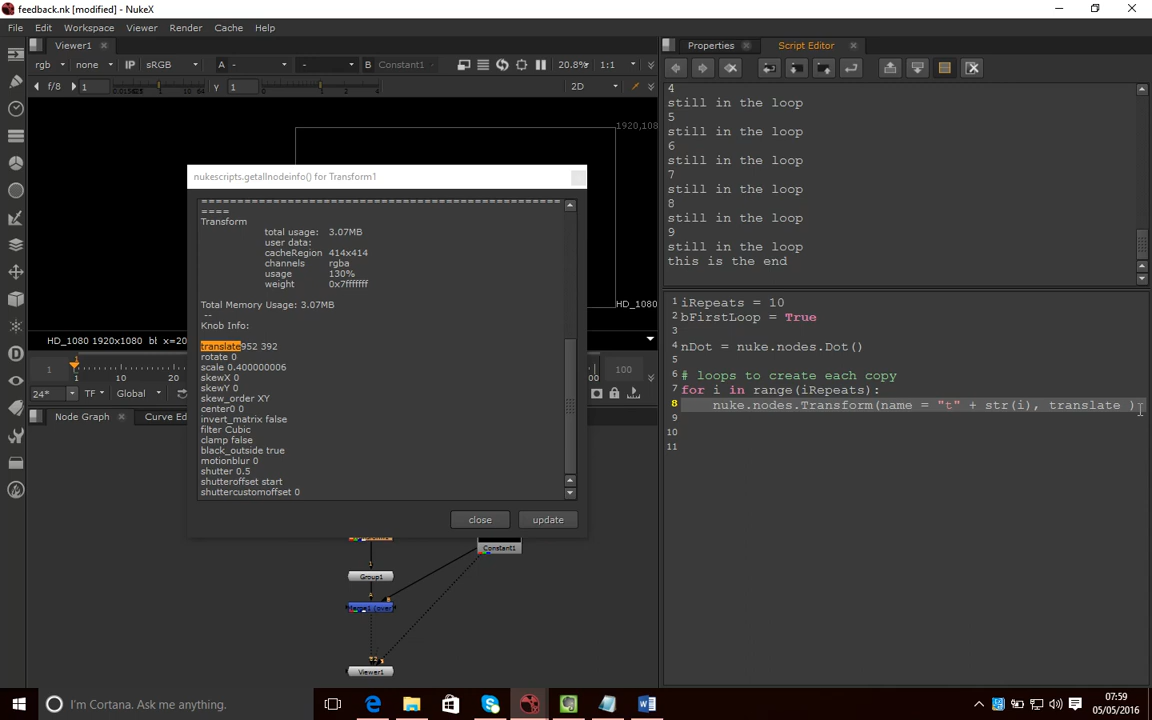 feedback.nk [modified] - NukeX
File Edit Workspace Viewer Render Cache Help
Viewer1
rgb none IP sRGB A - - B Constant1 20.8% 1:1
f/8 1 γ 1 2D
1920,108
HD_1080
HD_1080 1920x1080 bl
1 10 20 100
24* TF Global
Node Graph Curve Ed
nukescripts.getallnodeinfo() for Transform1
====
Transform
total usage: 3.07MB
user data:
cacheRegion 414x414
channels rgba
usage 130%
weight 0x7fffffff
Total Memory Usage: 3.07MB
--
Knob Info:
translate952 392
rotate 0
scale 0.400000006
skewX 0
skewY 0
skew_order XY
center0 0
invert_matrix false
filter Cubic
clamp false
black_outside true
motionblur 0
shutter 0.5
shutteroffset start
shuttercustomoffset 0
close update
Constant1
Group1
Viewer1
Properties Script Editor
4
still in the loop
5
still in the loop
6
still in the loop
7
still in the loop
8
still in the loop
9
still in the loop
this is the end
1 iRepeats = 10
2 bFirstLoop = True
3
4 nDot = nuke.nodes.Dot()
5
6 # loops to create each copy
7 for i in range(iRepeats):
8 nuke.nodes.Transform(name = "t" + str(i), translate )
9
10
11
I'm Cortana. Ask me anything.
07:59
05/05/2016